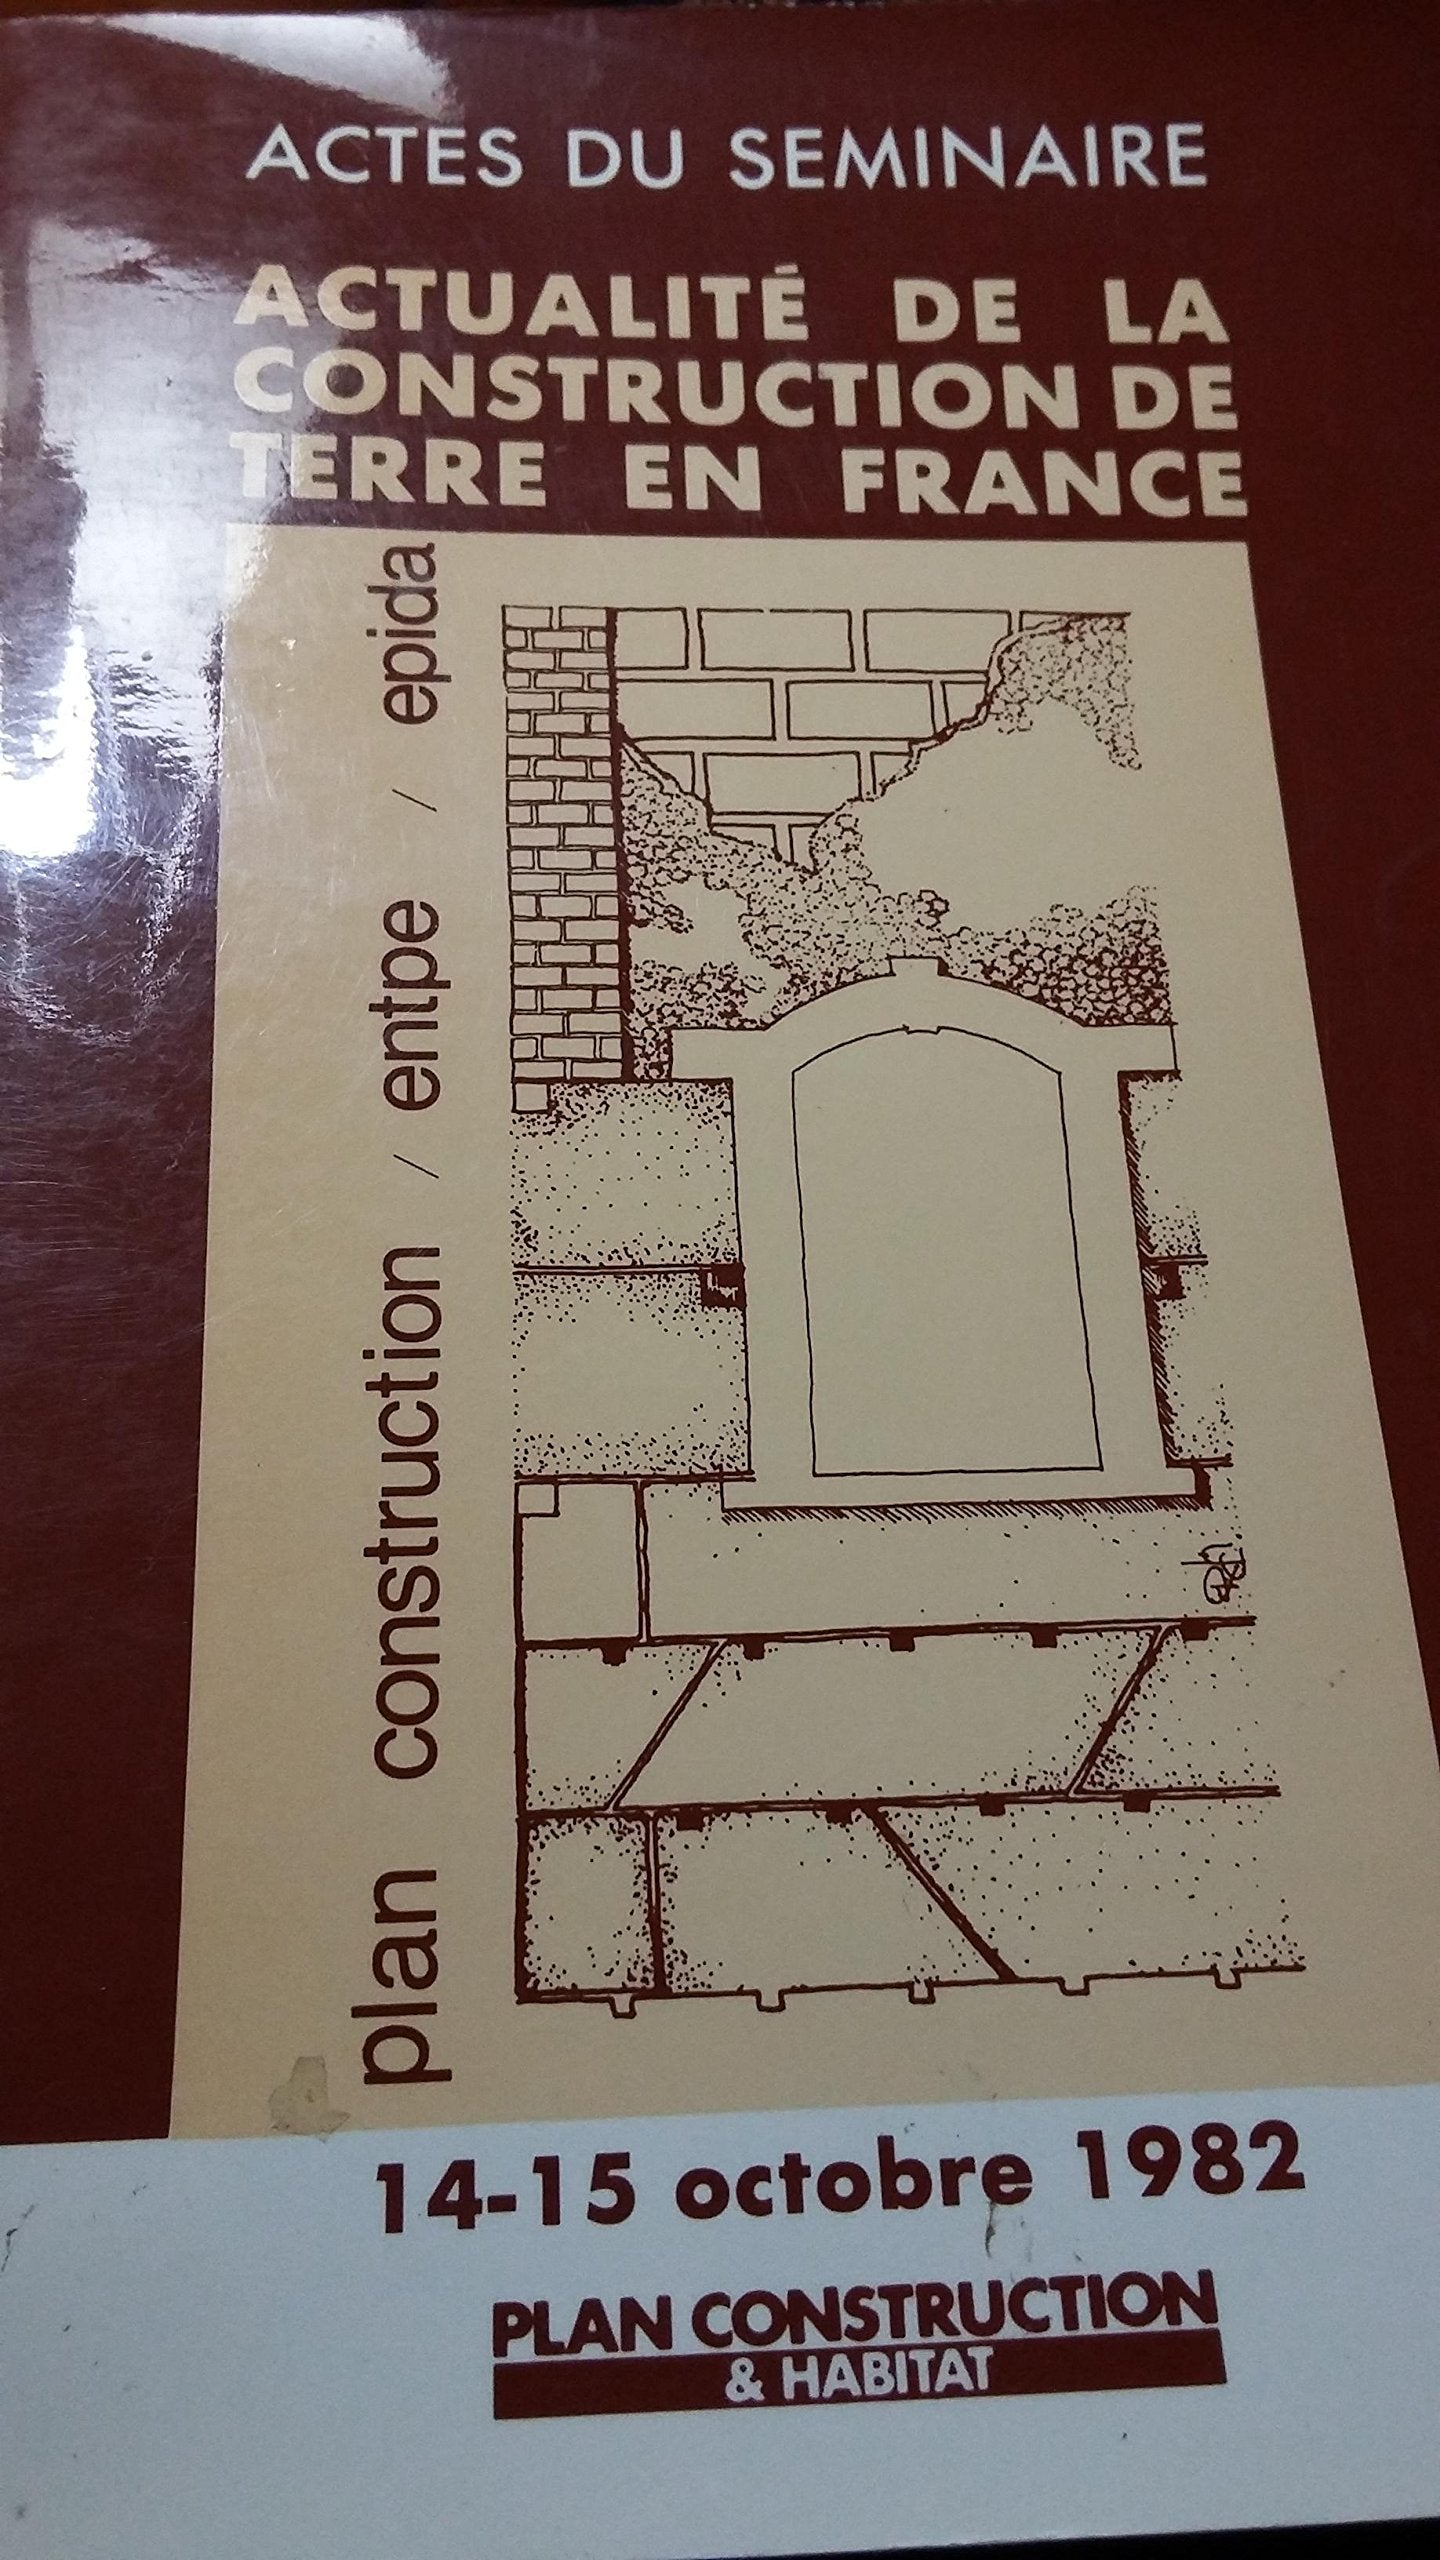 ACTES DU SEMINAIRE
ACTUALITÉ DE LA
CONSTRUCTION DE
TERRE EN FRANCE
plan construction / entpe / epida
14-15 octobre 1982
PLAN CONSTRUCTION
& HABITAT